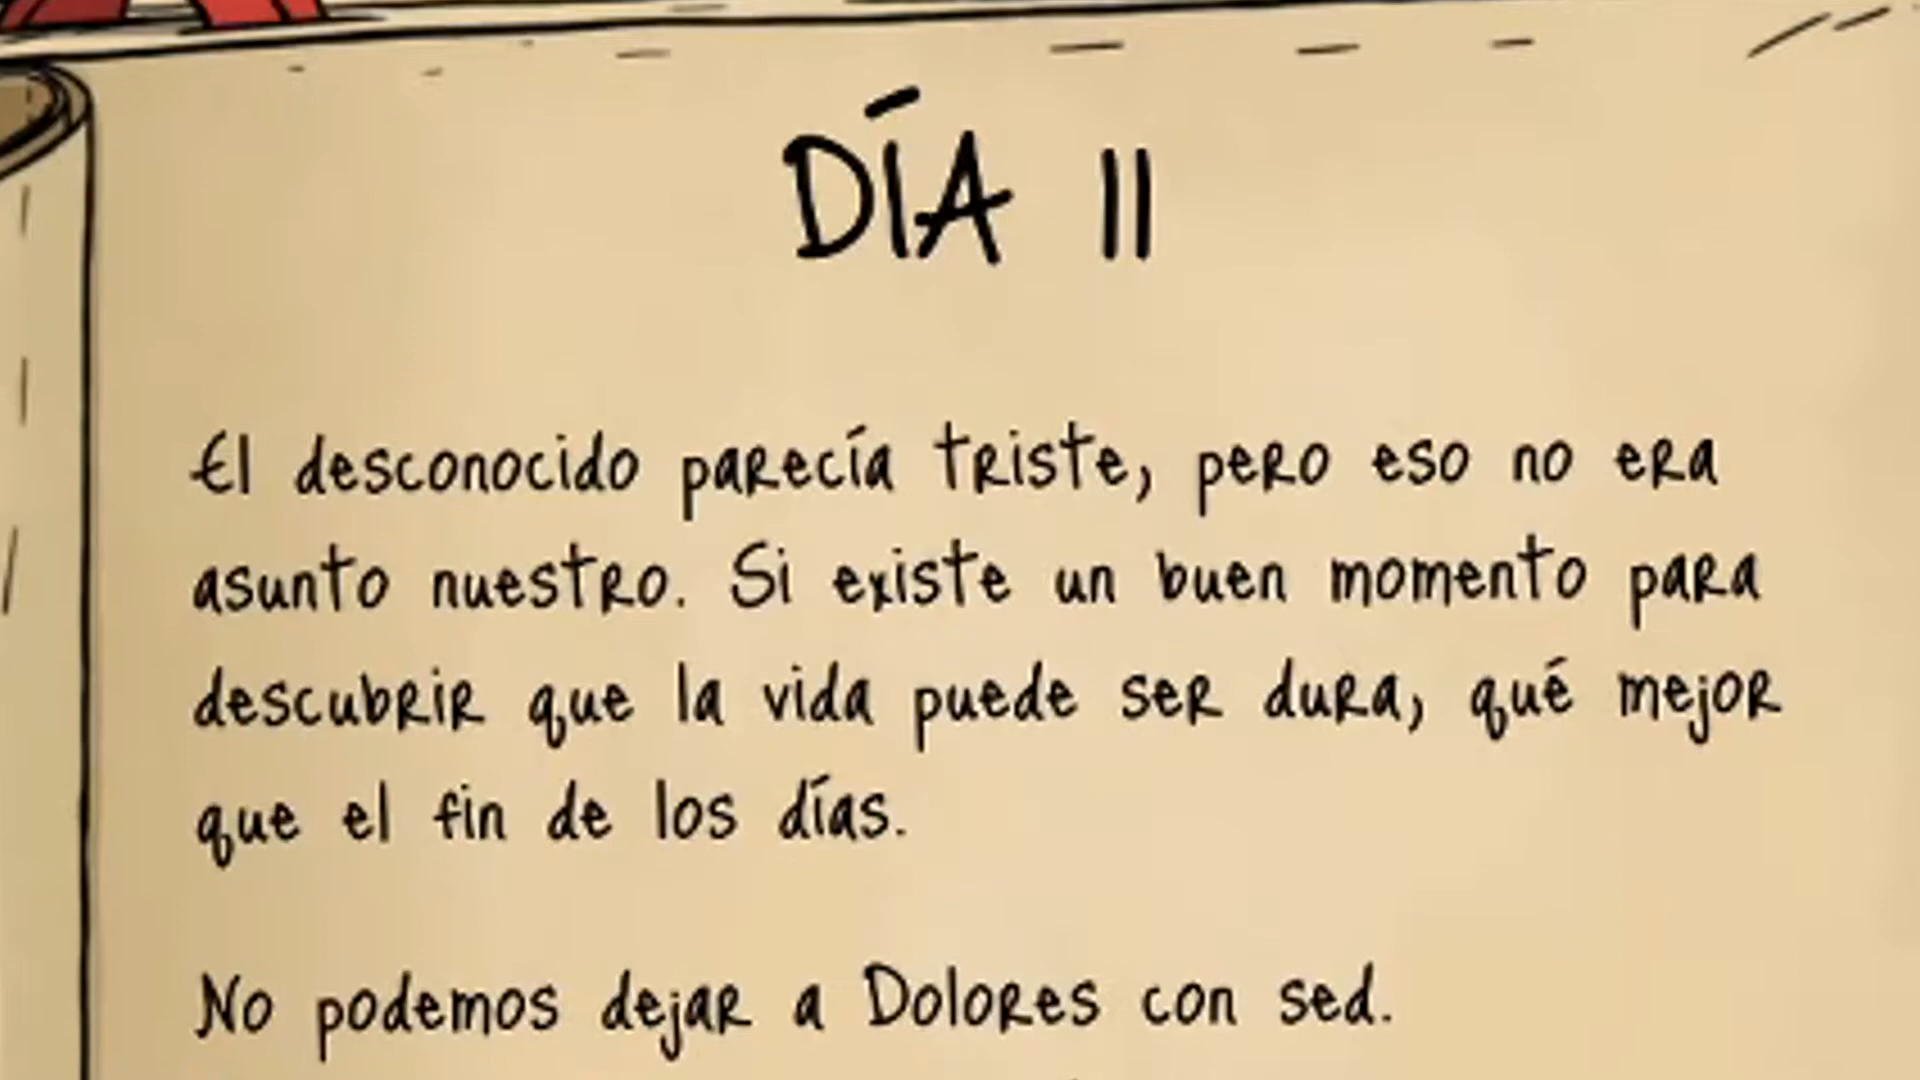 DÍA 11
El desconocido parecía triste, pero eso no era
asunto nuestro. Si existe un buen momento para
descubrir que la vida puede ser dura, qué mejor
que el fin de los días.
No podemos dejar a Dolores con sed.